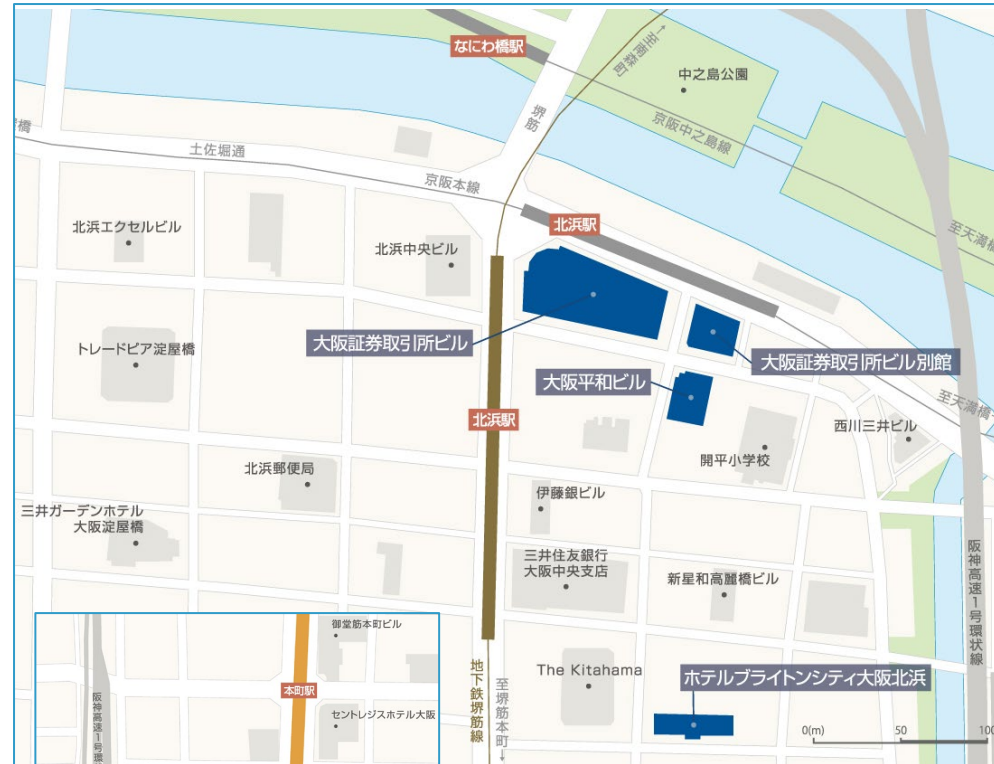 なにわ橋駅
↑至南森町
中之島公園
堺筋
京阪中之島線
橋
土佐堀通
京阪本線
北浜駅
至天満橋
北浜エクセルビル
北浜中央ビル
大阪証券取引所ビル
大阪証券取引所ビル別館
トレードピア淀屋橋
大阪平和ビル
至天満橋
北浜駅
西川三井ビル
開平小学校
北浜郵便局
伊藤銀ビル
三井ガーデンホテル
大阪淀屋橋
三井住友銀行
大阪中央支店
新星和高麗橋ビル
阪神高速1号環状線
御堂筋本町ビル
本町駅
セントレジスホテル大阪
阪神高速1号環
地下鉄堺筋線
至堺筋本町↓
The Kitahama
ホテルブライトンシティ大阪北浜
0(m) 50 100